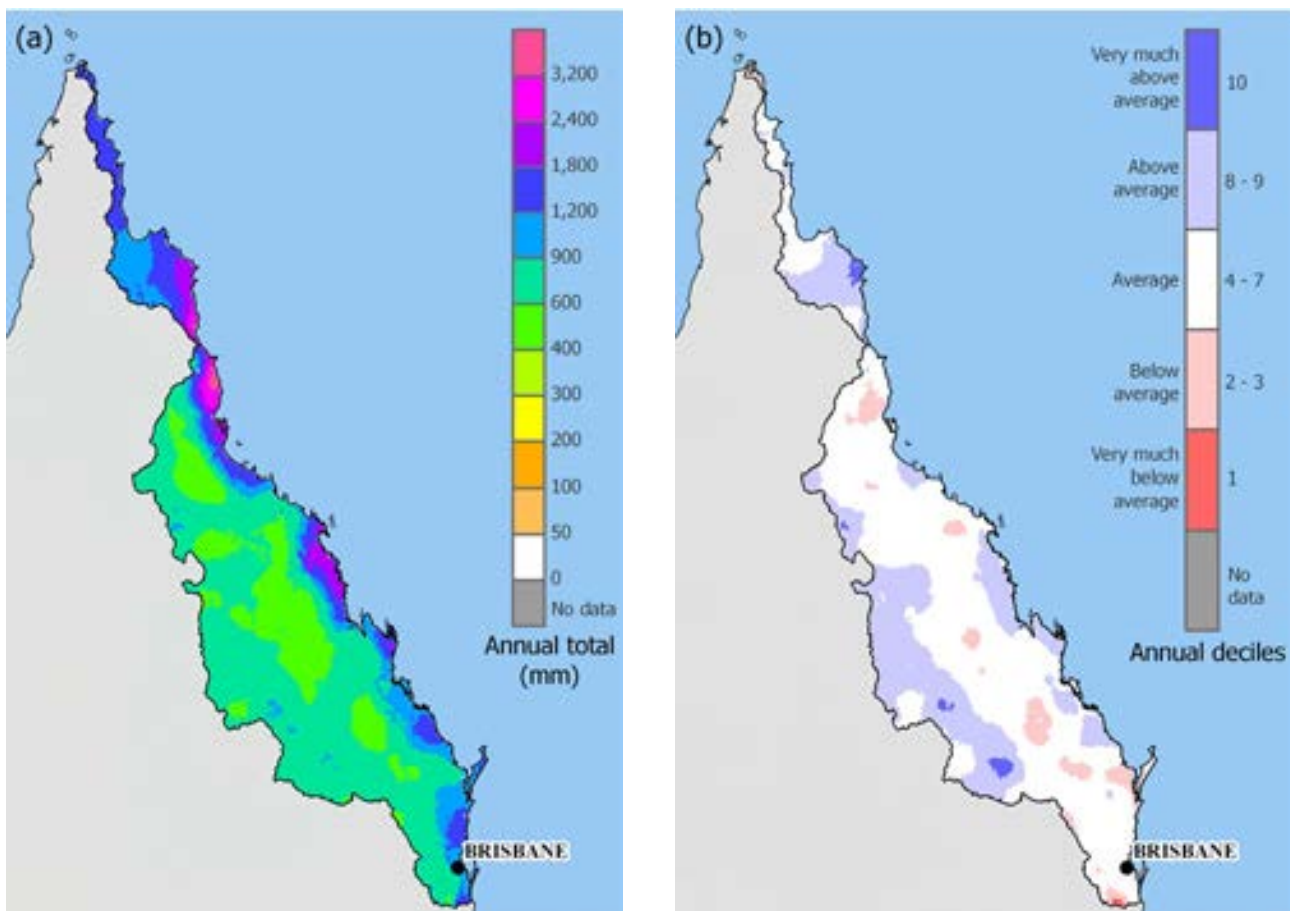 (a)
3,200
2,400
1,800
1,200
900
600
400
300
200
100
50
0
No data
Annual total
(mm)
BRISBANE
(b)
Very much
above
average
10
Above
average
8 - 9
Average
4 - 7
Below
average
2 - 3
Very much
below
average
1
No
data
Annual deciles
BRISBANE